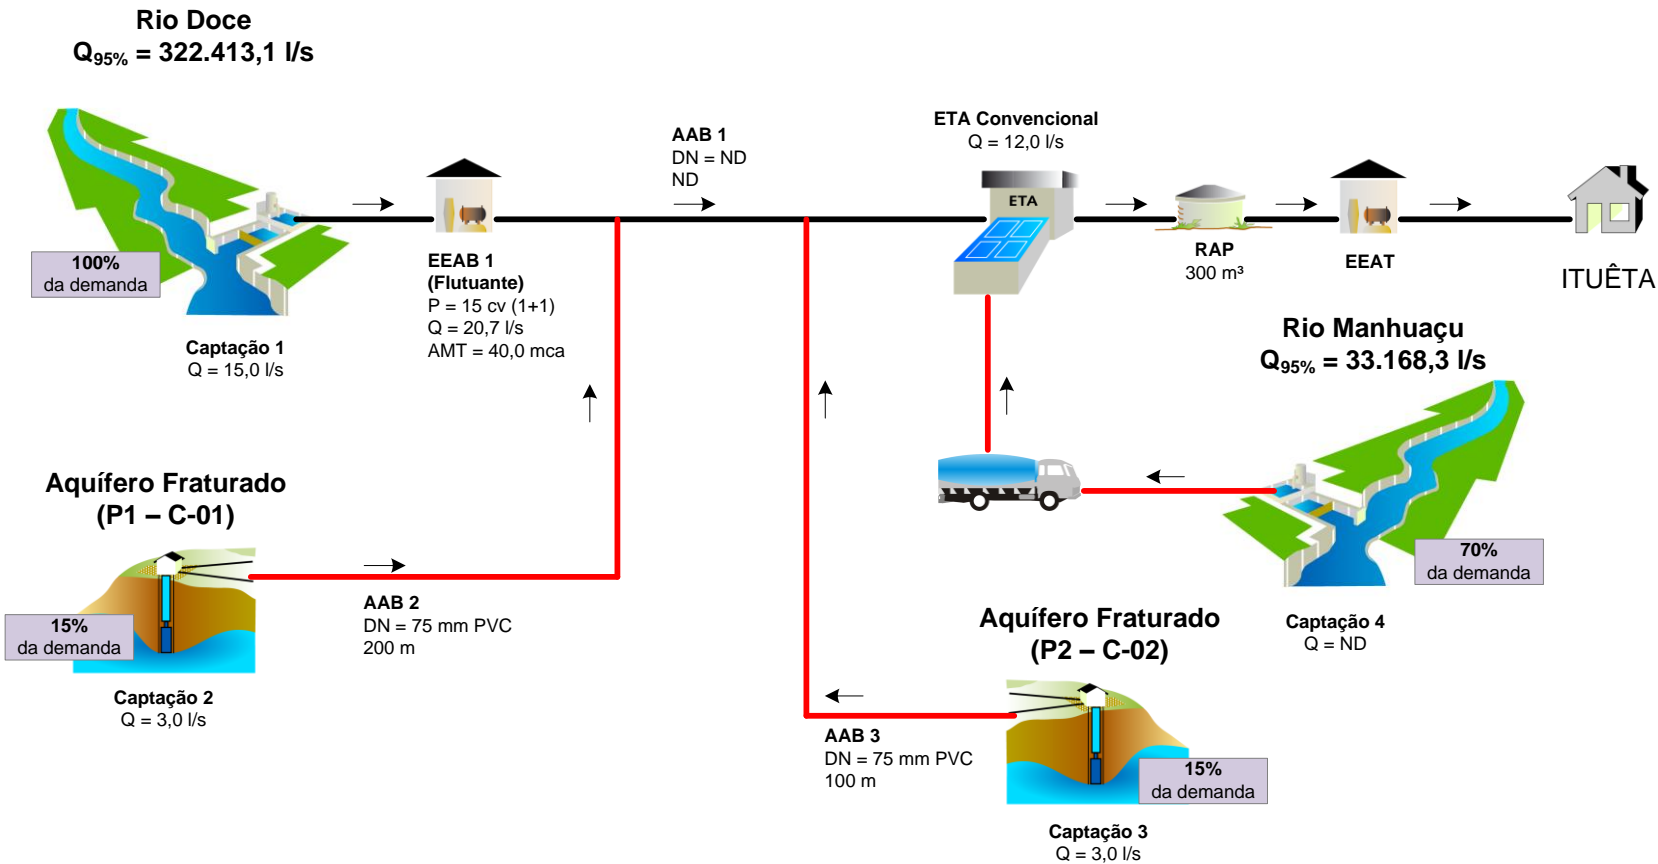 Rio Doce
Q95% = 322.413,1 l/s
100%
da demanda
Captação 1
Q = 15,0 l/s
EEAB 1
(Flutuante)
P = 15 cv (1+1)
Q = 20,7 l/s
AMT = 40,0 mca
AAB 1
DN = ND
ND
ETA Convencional
Q = 12,0 l/s
ETA
RAP
300 m³
EEAT
ITUÊTA
Rio Manhuaçu
Q95% = 33.168,3 l/s
70%
da demanda
Captação 4
Q = ND
Aquífero Fraturado
(P1 – C-01)
15%
da demanda
Captação 2
Q = 3,0 l/s
AAB 2
DN = 75 mm PVC
200 m
Aquífero Fraturado
(P2 – C-02)
15%
da demanda
Captação 3
Q = 3,0 l/s
AAB 3
DN = 75 mm PVC
100 m